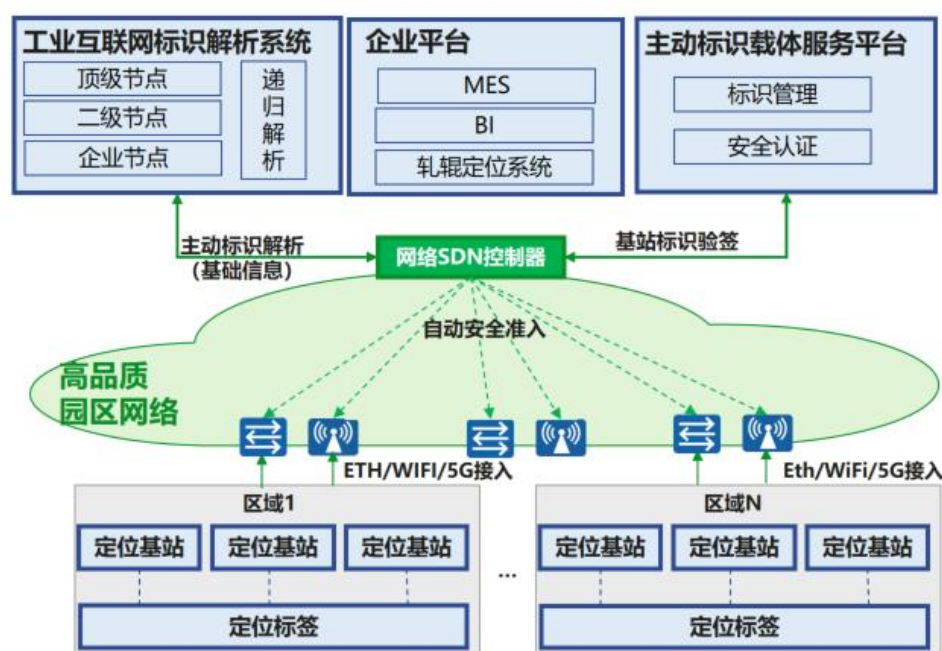 工业互联网标识解析系统
顶级节点
二级节点
企业节点
递归解析
企业平台
MES
BI
轧辊定位系统
主动标识载体服务平台
标识管理
安全认证
主动标识解析
(基础信息)
网络SDN控制器
基站标识验签
自动安全准入
高品质
园区网络
ETH/WIFI/5G接入
Eth/WiFi/5G接入
区域1
定位基站 定位基站 定位基站
定位标签
...
区域N
定位基站 定位基站 定位基站
定位标签